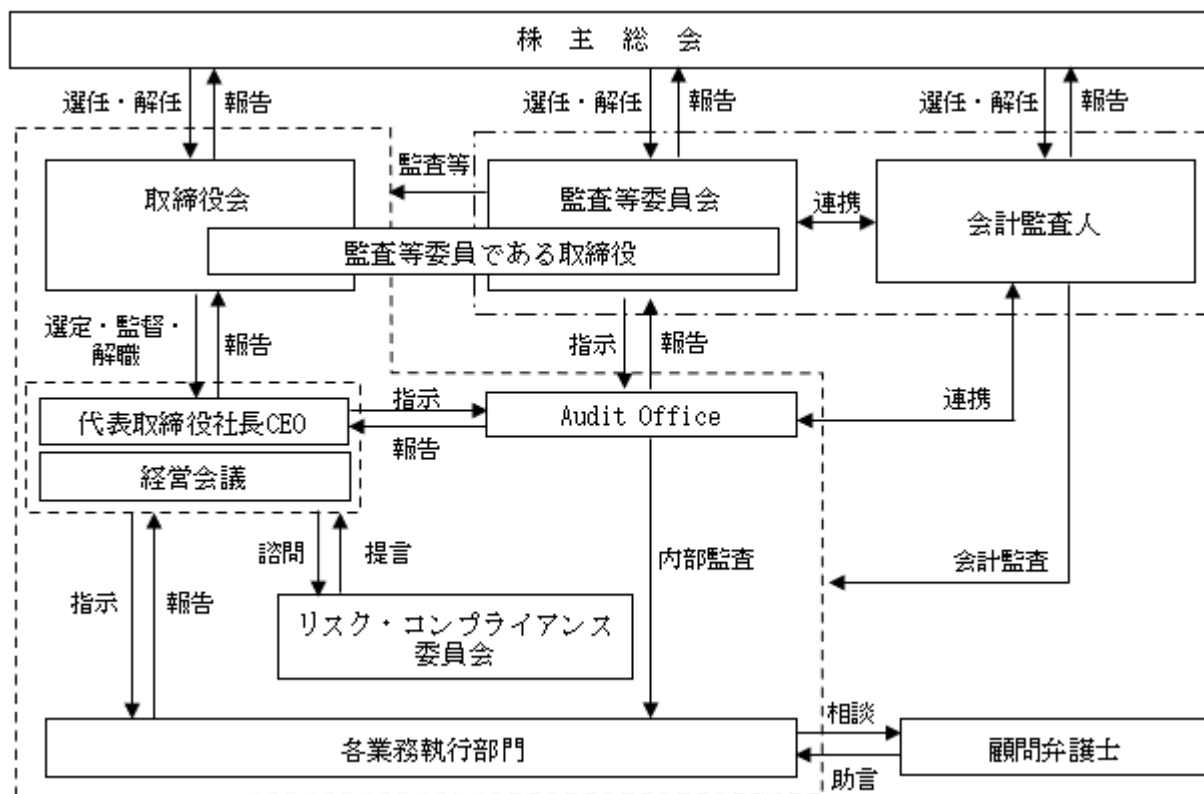 株主総会
選任・解任
報告
選任・解任
報告
選任・解任
報告
取締役会
監査等
監査等委員会
連携
会計監査人
監査等委員である取締役
選定・監督・
解職
報告
指示
報告
代表取締役社長CEO
指示
報告
Audit Office
連携
経営会議
諮問
提言
内部監査
会計監査
指示
報告
リスク・コンプライアンス
委員会
各業務執行部門
相談
助言
顧問弁護士